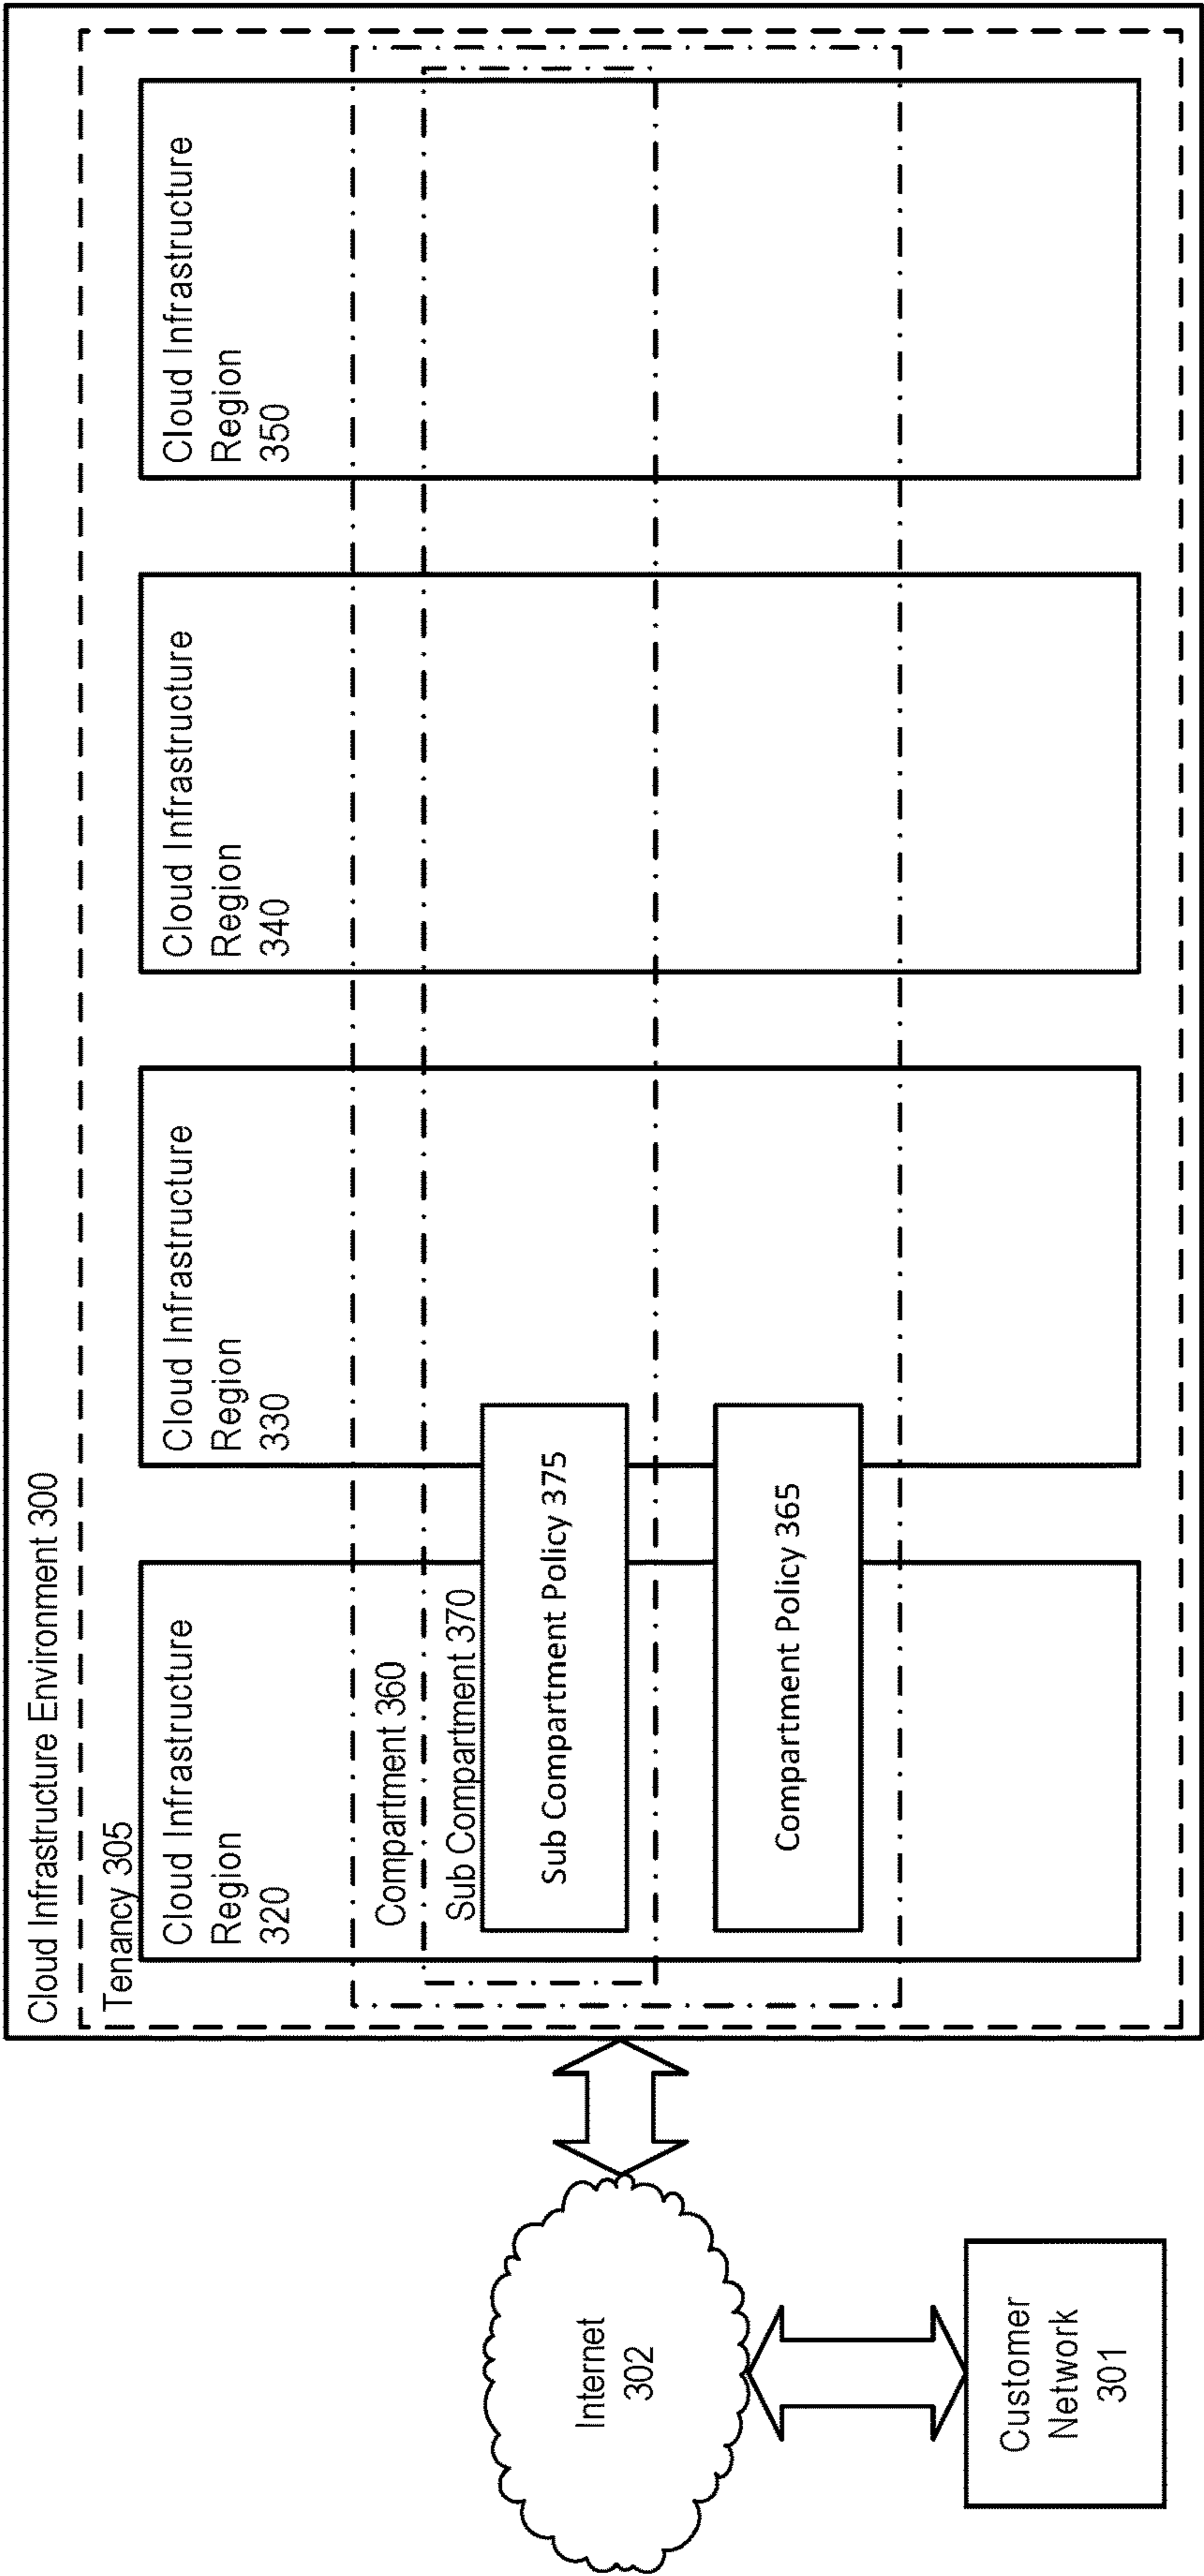 Cloud Infrastructure Environment 300
Tenancy 305
Cloud Infrastructure
Region
320
Cloud Infrastructure
Region
330
Cloud Infrastructure
Region
340
Cloud Infrastructure
Region
350
Compartment 360
Sub Compartment 370
Sub Compartment Policy 375
Compartment Policy 365
Internet
302
Customer
Network
301